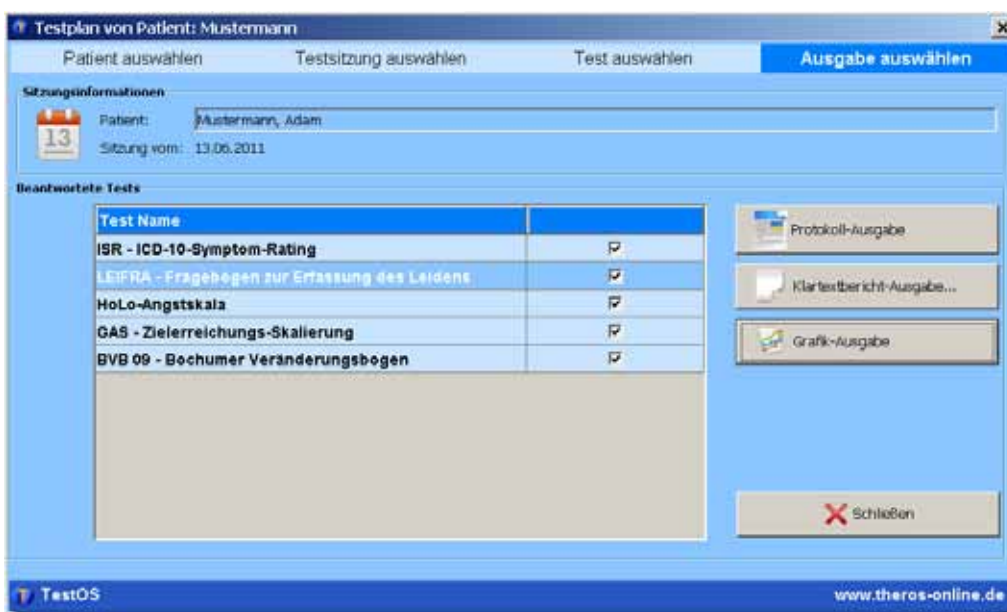 Testplan von Patient: Mustermann
Patient auswählen Testsitzung auswählen Test auswählen Ausgabe auswählen
Sitzungsinformationen
13
Patient: Mustermann, Adam
Sitzung vom: 13.06.2011
Beantwortete Tests
Test Name
ISR - ICD-10-Symptom-Rating
LEIFRA - Fragebogen zur Erfassung des Leidens
HoLo-Angstskala
GAS - Zielerreichungs-Skalierung
BVB 09 - Bochumer Veränderungsbogen
Protokoll-Ausgabe
Klartextbericht-Ausgabe...
Grafik-Ausgabe
Schließen
TestOS www.theros-online.de